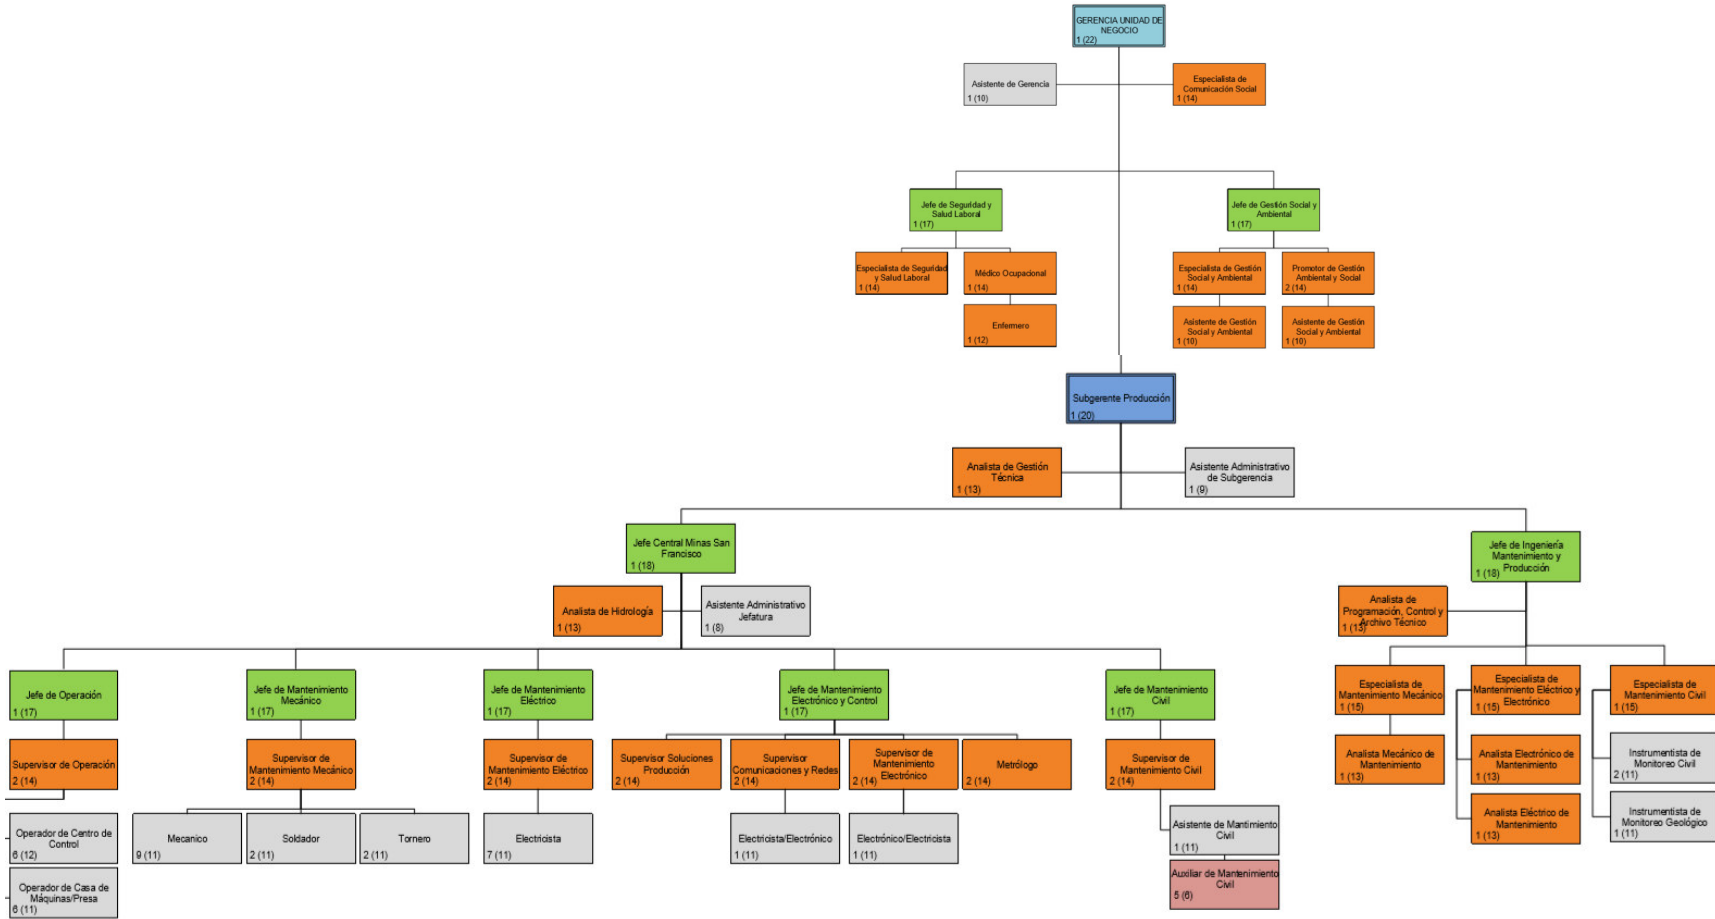 GERENCIA UNIDAD DE
NEGOCIO
1 (22)
Asistente de Gerencia
1 (10)
Especialista de
Comunicación Social
1 (14)
Jefe de Seguridad y
Salud Laboral
1 (17)
Jefe de Gestión Social y
Ambiental
1 (17)
Especialista de Seguridad
y Salud Laboral
1 (14)
Médico Ocupacional
1 (14)
Especialista de Gestión
Social y Ambiental
1 (14)
Promotor de Gestión
Ambiental y Social
2 (14)
Enfermero
1 (12)
Asistente de Gestión
Social y Ambiental
1 (10)
Asistente de Gestión
Social y Ambiental
1 (10)
Subgerente Producción
1 (20)
Analista de Gestión
Técnica
1 (13)
Asistente Administrativo
de Subgerencia
1 (9)
Jefe Central Minas San
Francisco
1 (18)
Jefe de Ingeniería
Mantenimiento y
Producción
1 (18)
Analista de Hidrología
1 (13)
Asistente Administrativo
Jefatura
1 (8)
Analista de
Programación, Control y
Archivo Técnico
1 (13)
Jefe de Operación
1 (17)
Jefe de Mantenimiento
Mecánico
1 (17)
Jefe de Mantenimiento
Eléctrico
1 (17)
Jefe de Mantenimiento
Electrónico y Control
1 (17)
Jefe de Mantenimiento
Civil
1 (17)
Especialista de
Mantenimiento Mecánico
1 (15)
Especialista de
Mantenimiento Eléctrico y
Electrónico
1 (15)
Especialista de
Mantenimiento Civil
1 (15)
Supervisor de Operación
2 (14)
Supervisor de
Mantenimiento Mecánico
2 (14)
Supervisor de
Mantenimiento Eléctrico
2 (14)
Supervisor Soluciones
Producción
2 (14)
Supervisor
Comunicaciones y Redes
2 (14)
Supervisor de
Mantenimiento
Electrónico
2 (14)
Metrólogo
2 (14)
Supervisor de
Mantenimiento Civil
2 (14)
Analista Mecánico de
Mantenimiento
1 (13)
Analista Electrónico de
Mantenimiento
1 (13)
Instrumentista de
Monitoreo Civil
2 (11)
Operador de Centro de
Control
6 (12)
Mecanico
9 (11)
Soldador
2 (11)
Tornero
2 (11)
Electricista
7 (11)
Electricista/Electrónico
1 (11)
Electrónico/Electricista
1 (11)
Asistente de Mantimiento
Civil
1 (11)
Analista Eléctrico de
Mantenimiento
1 (13)
Instrumentista de
Monitoreo Geológico
1 (11)
Operador de Casa de
Máquinas/Presa
6 (11)
Auxiliar de Mantenimiento
Civil
5 (6)